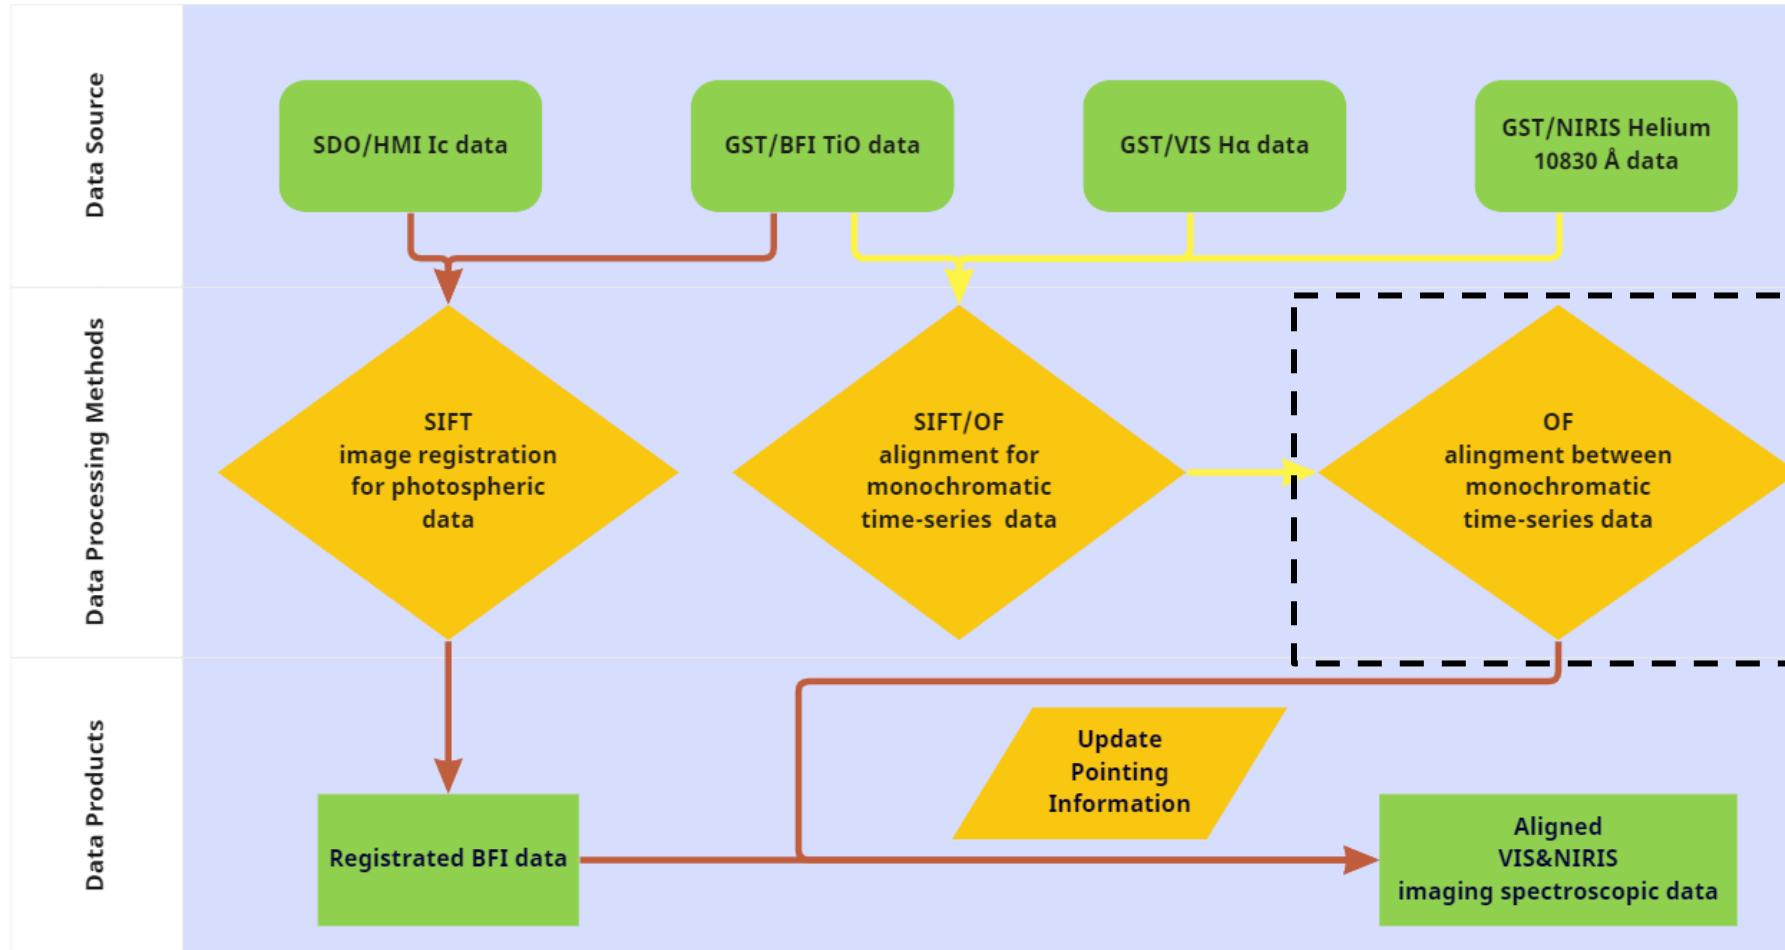 Data Source
SDO/HMI Ic data
GST/BFI TiO data
GST/VIS Hα data
GST/NIRIS Helium
10830 Å data
Data Processing Methods
SIFT
image registration
for photospheric
data
SIFT/OF
alignment for
monochromatic
time-series  data
OF
alingment between
monochromatic
time-series data
Data Products
Update
Pointing
Information
Registrated BFI data
Aligned
VIS&NIRIS
imaging spectroscopic data